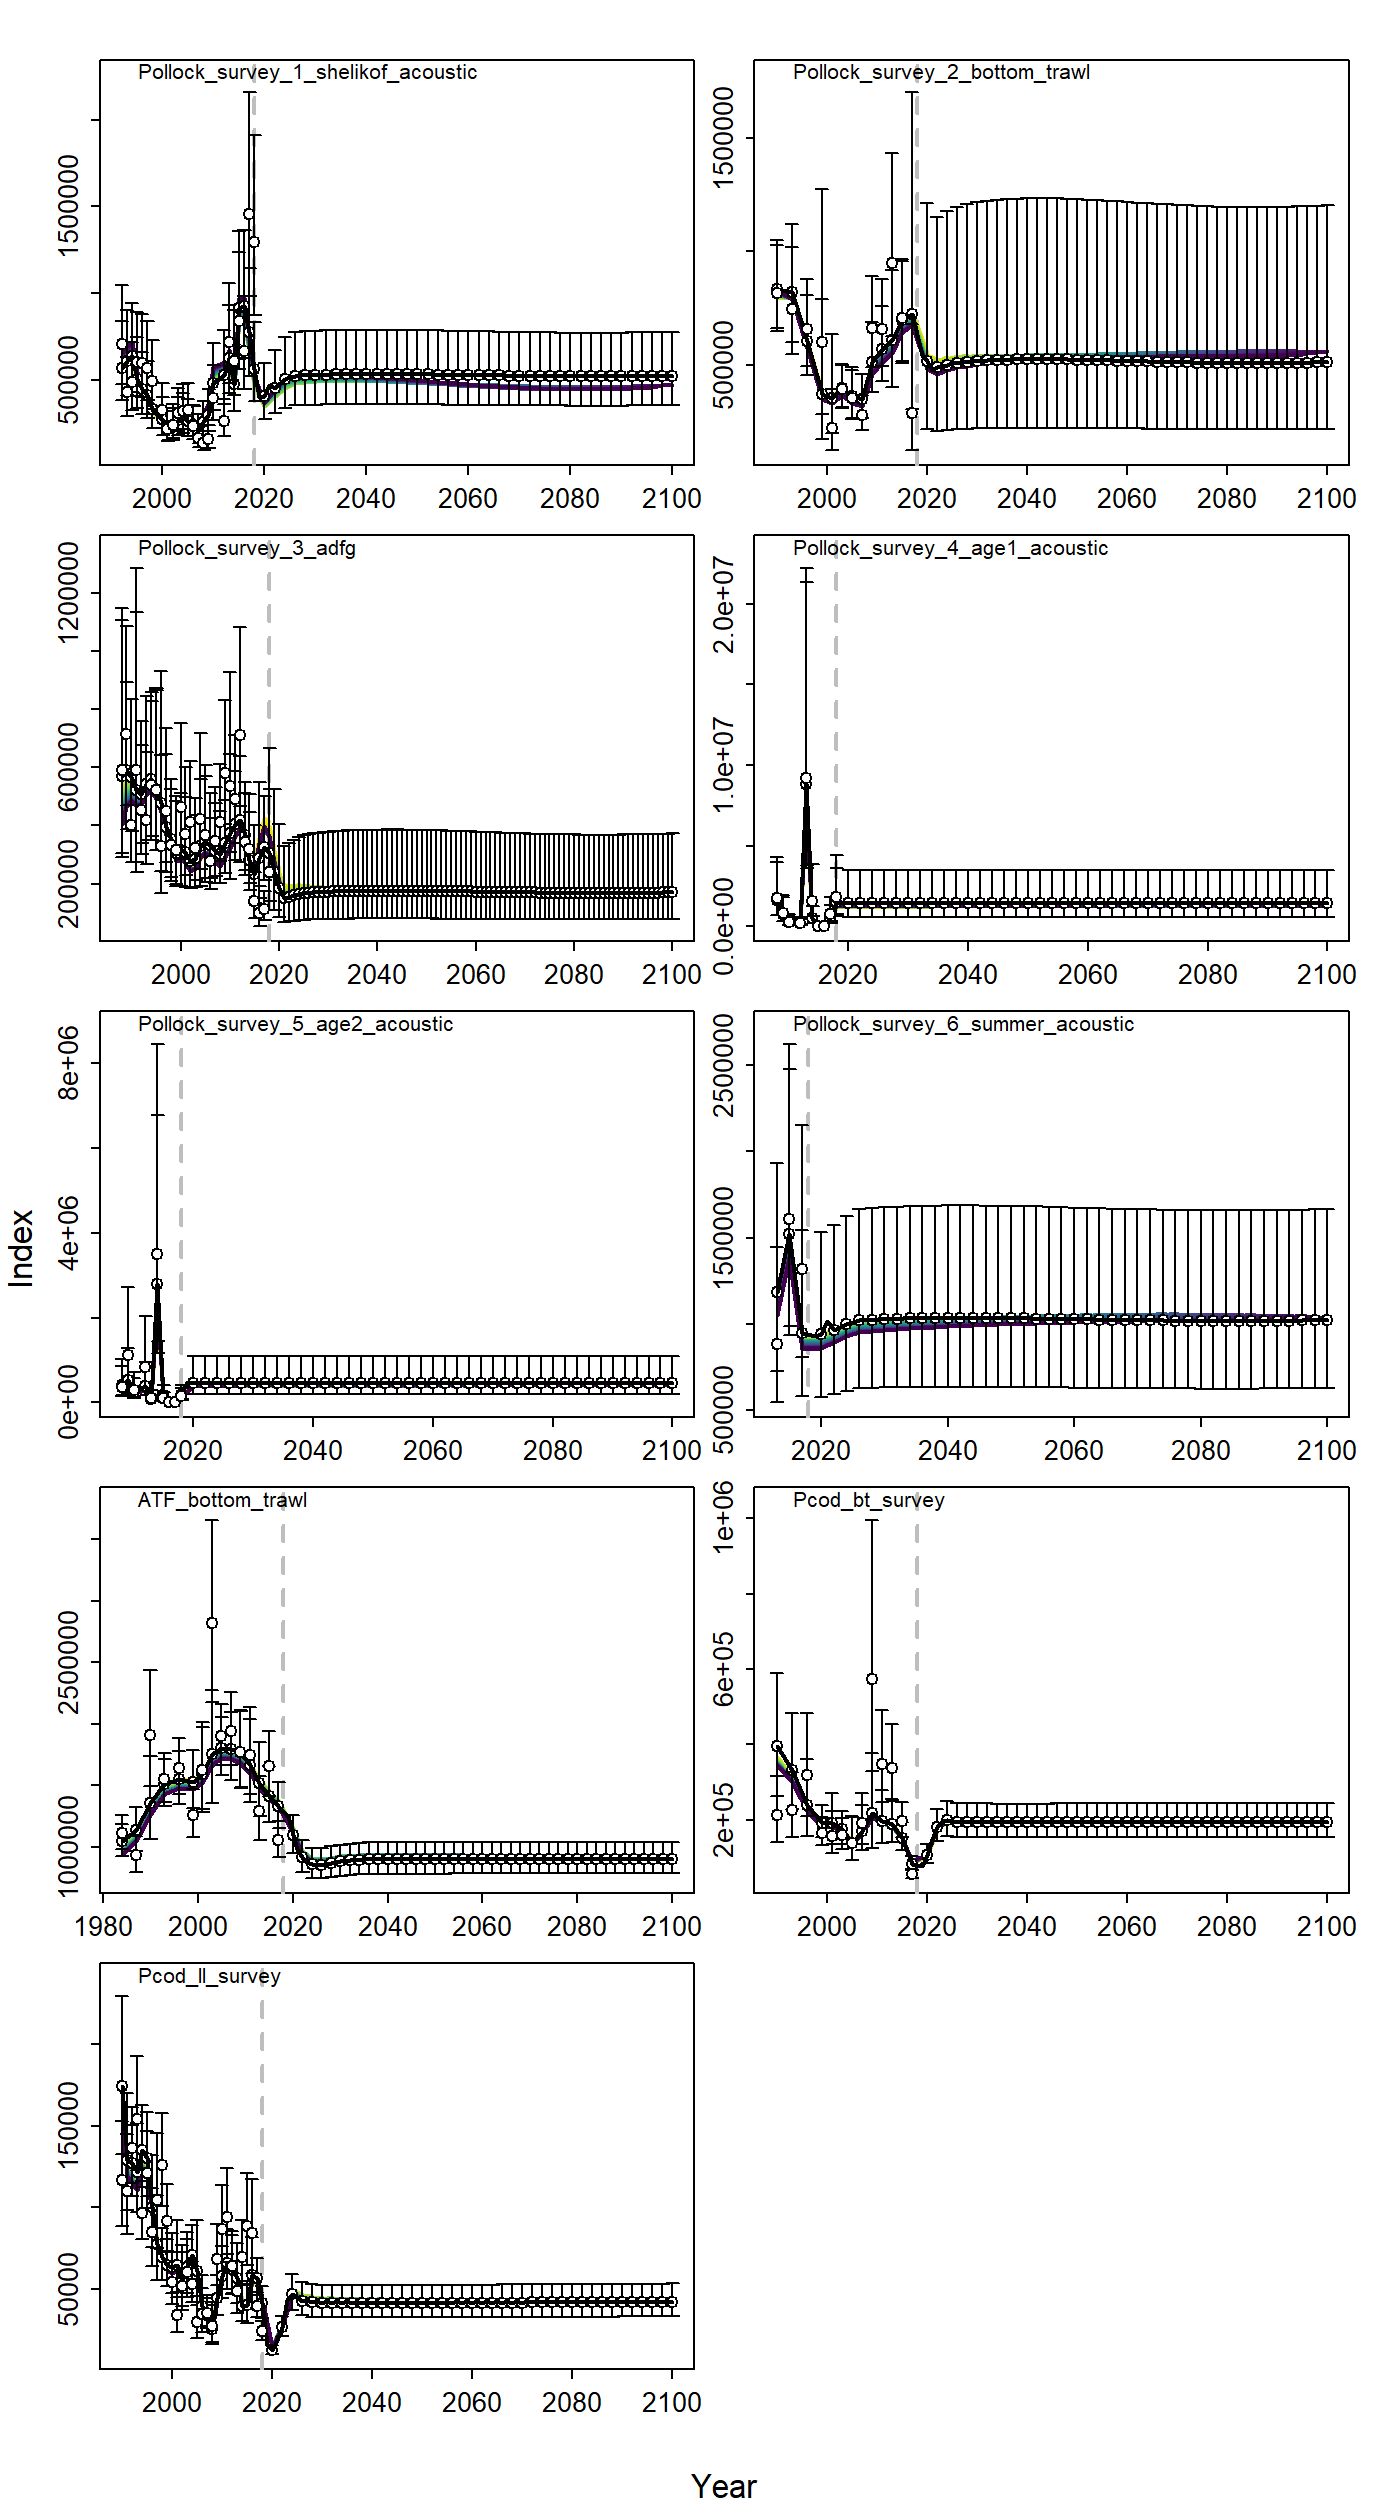 Pollock_survey_1_shelikof_acoustic
500000 1500000
2000 2020 2040 2060 2080 2100
Pollock_survey_2_bottom_trawl
500000 1500000
2000 2020 2040 2060 2080 2100
Pollock_survey_3_adfg
200000 600000 1200000
2000 2020 2040 2060 2080 2100
Pollock_survey_4_age1_acoustic
0.0e+00 1.0e+07 2.0e+07
2020 2040 2060 2080 2100
Pollock_survey_5_age2_acoustic
0e+00 4e+06 8e+06
2020 2040 2060 2080 2100
Pollock_survey_6_summer_acoustic
500000 1500000 2500000
2020 2040 2060 2080 2100
Index
ATF_bottom_trawl
1000000 2500000
1980 2000 2020 2040 2060 2080 2100
Pcod_bt_survey
2e+05 6e+05 1e+06
2000 2020 2040 2060 2080 2100
Pcod_ll_survey
50000 150000
2000 2020 2040 2060 2080 2100
Year